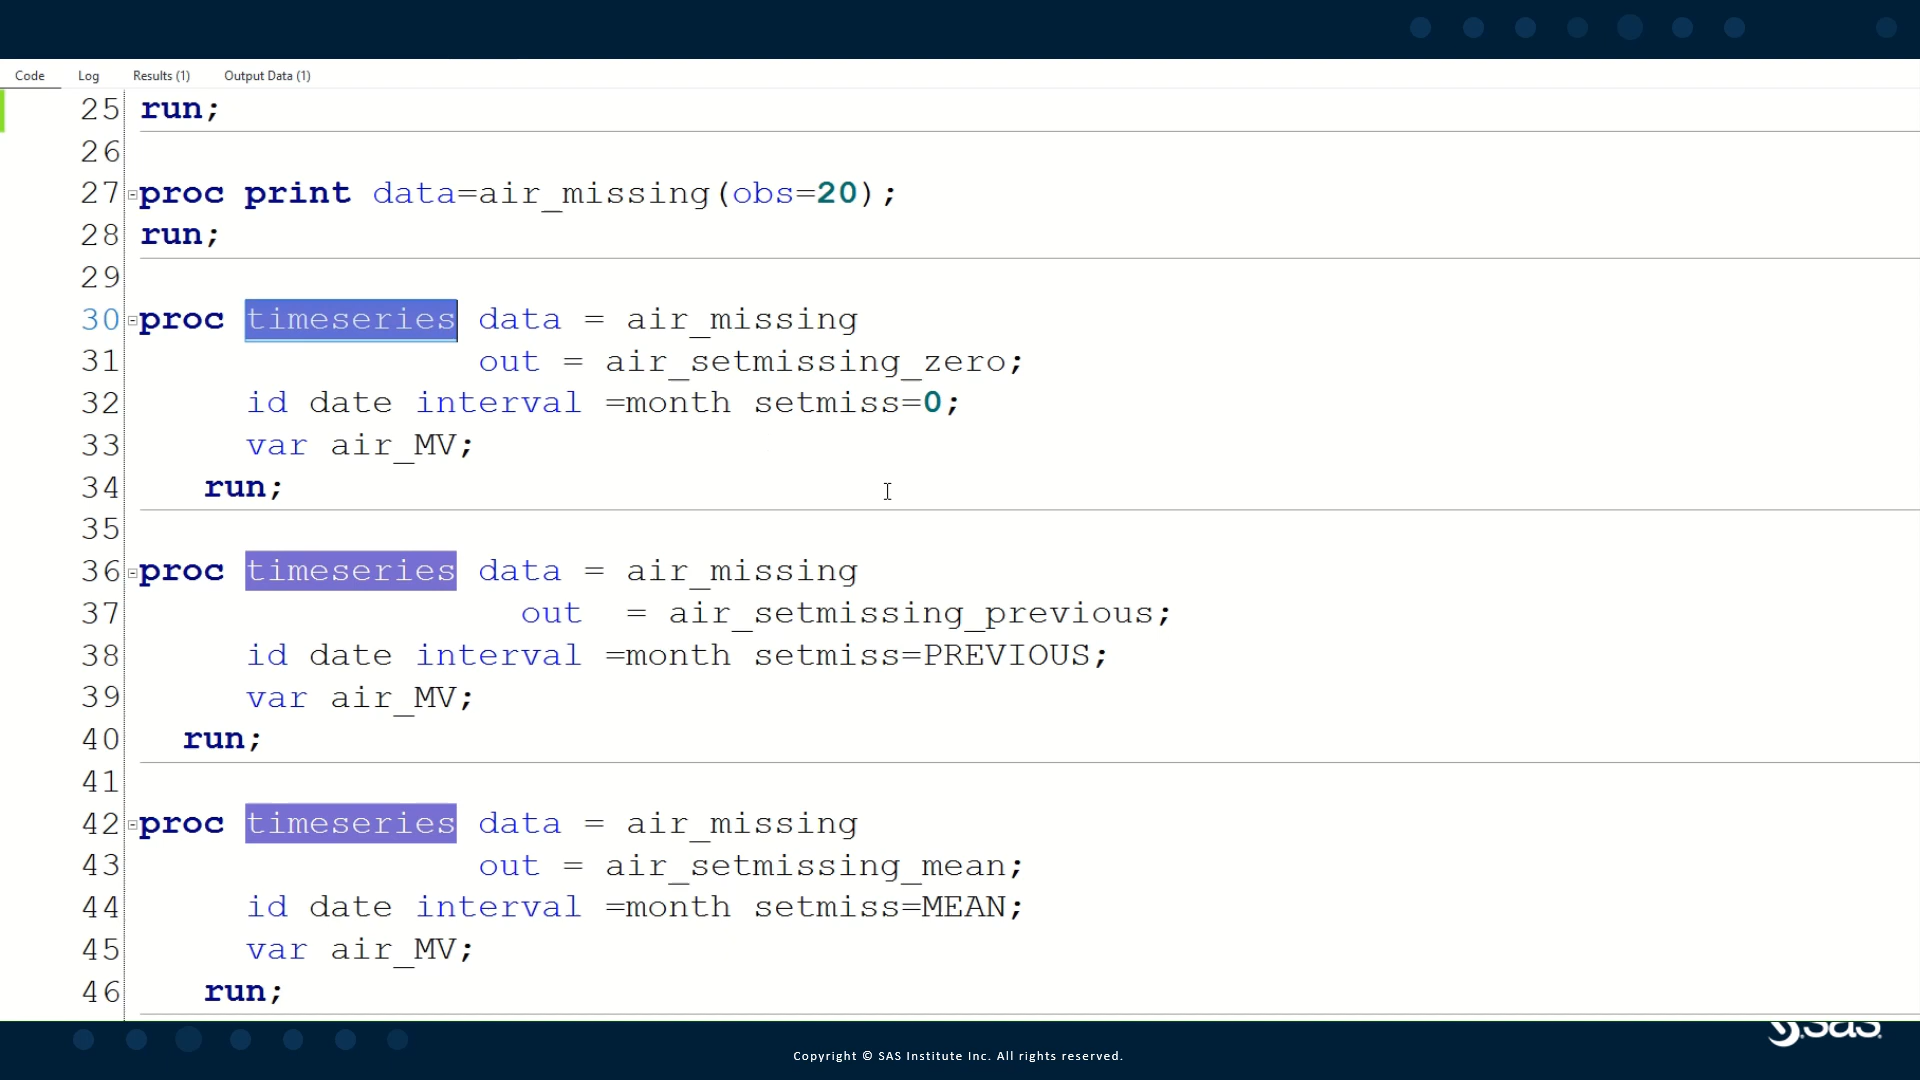 Code Log Results (1) Output Data (1)
25 run;
26
27 proc print data=air_missing(obs=20);
28 run;
29
30 proc timeseries data = air_missing
31 out = air_setmissing_zero;
32 id date interval =month setmiss=0;
33 var air_MV;
34 run;
35
36 proc timeseries data = air_missing
37 out = air_setmissing_previous;
38 id date interval =month setmiss=PREVIOUS;
39 var air_MV;
40 run;
41
42 proc timeseries data = air_missing
43 out = air_setmissing_mean;
44 id date interval =month setmiss=MEAN;
45 var air_MV;
46 run;
sas
Copyright © SAS Institute Inc. All rights reserved.